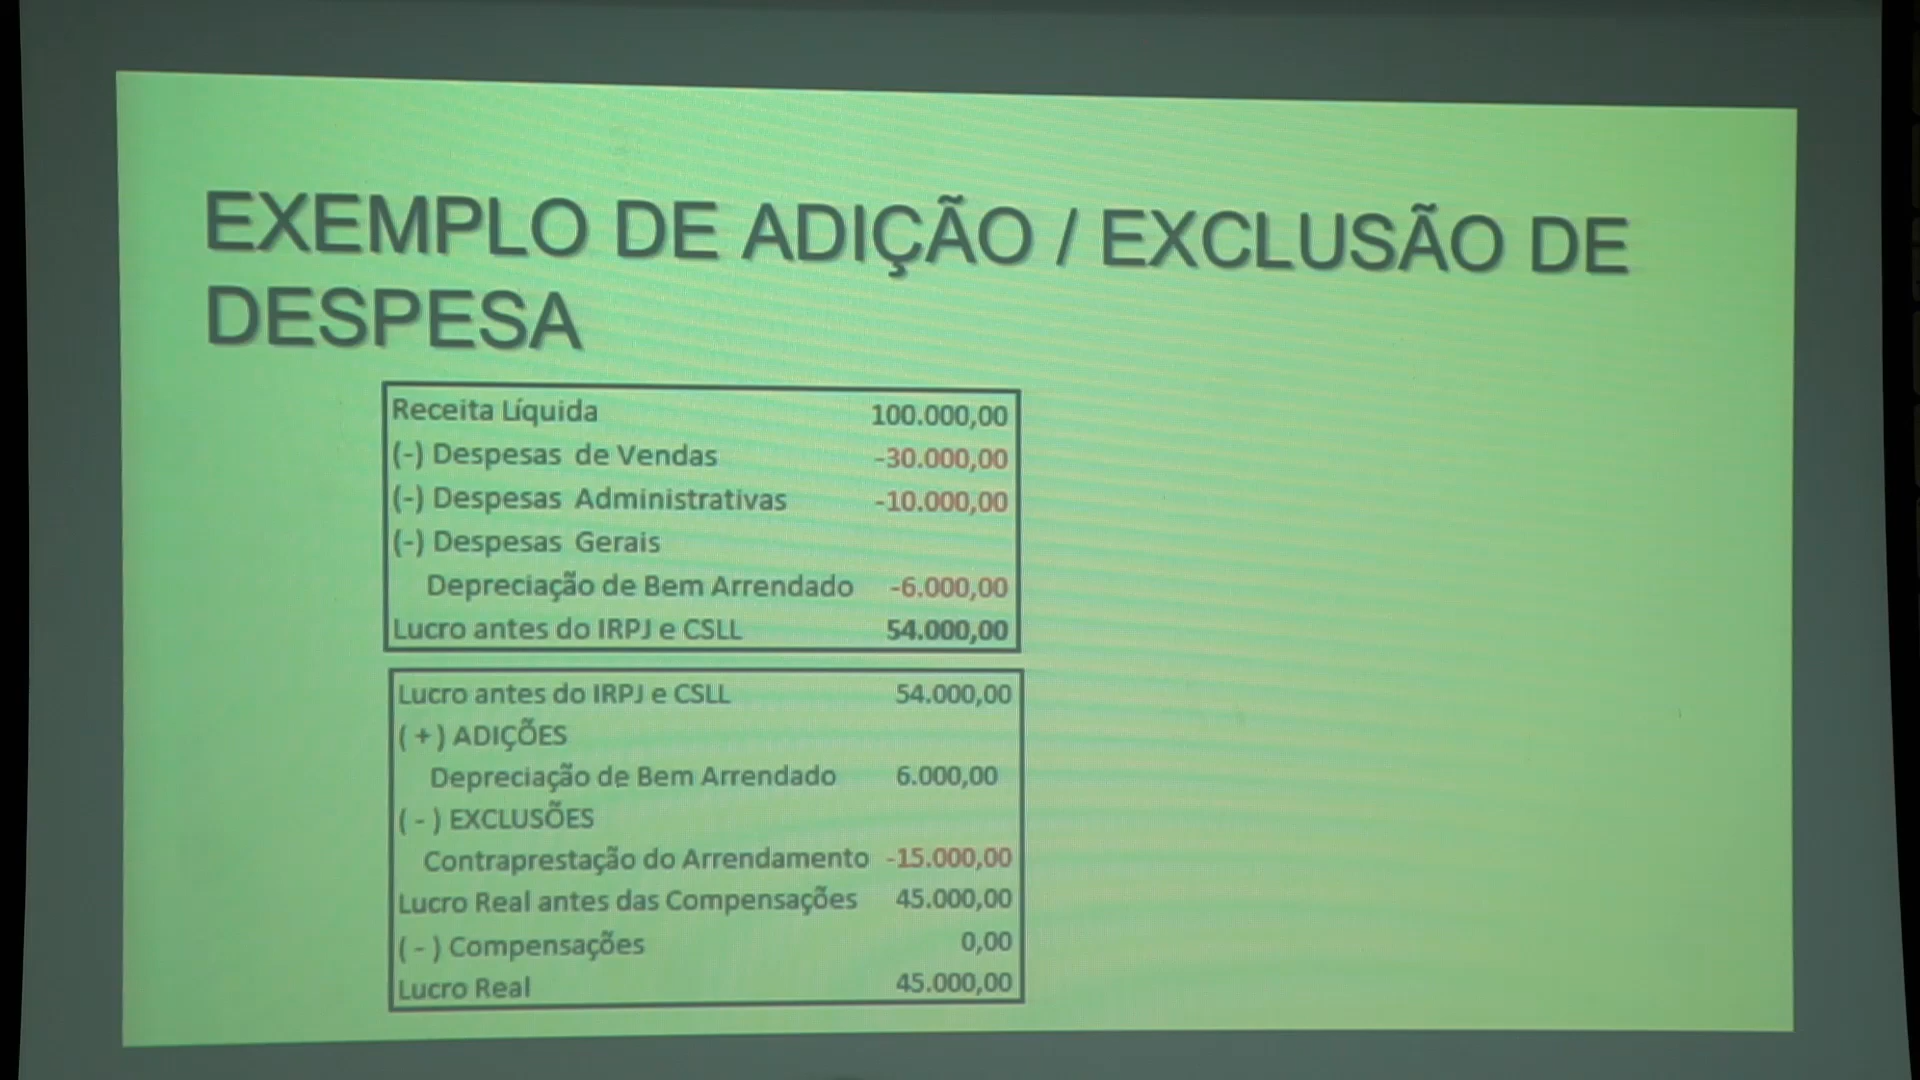 EXEMPLO DE ADIÇÃO / EXCLUSÃO DE
DESPESA
Receita Líquida 100.000,00
(-) Despesas de Vendas -30.000,00
(-) Despesas Administrativas -10.000,00
(-) Despesas Gerais
Depreciação de Bem Arrendado -6.000,00
Lucro antes do IRPJ e CSLL 54.000,00
Lucro antes do IRPJ e CSLL 54.000,00
( + ) ADIÇÕES
Depreciação de Bem Arrendado 6.000,00
( - ) EXCLUSÕES
Contraprestação do Arrendamento -15.000,00
Lucro Real antes das Compensações 45.000,00
( - ) Compensações 0,00
Lucro Real 45.000,00